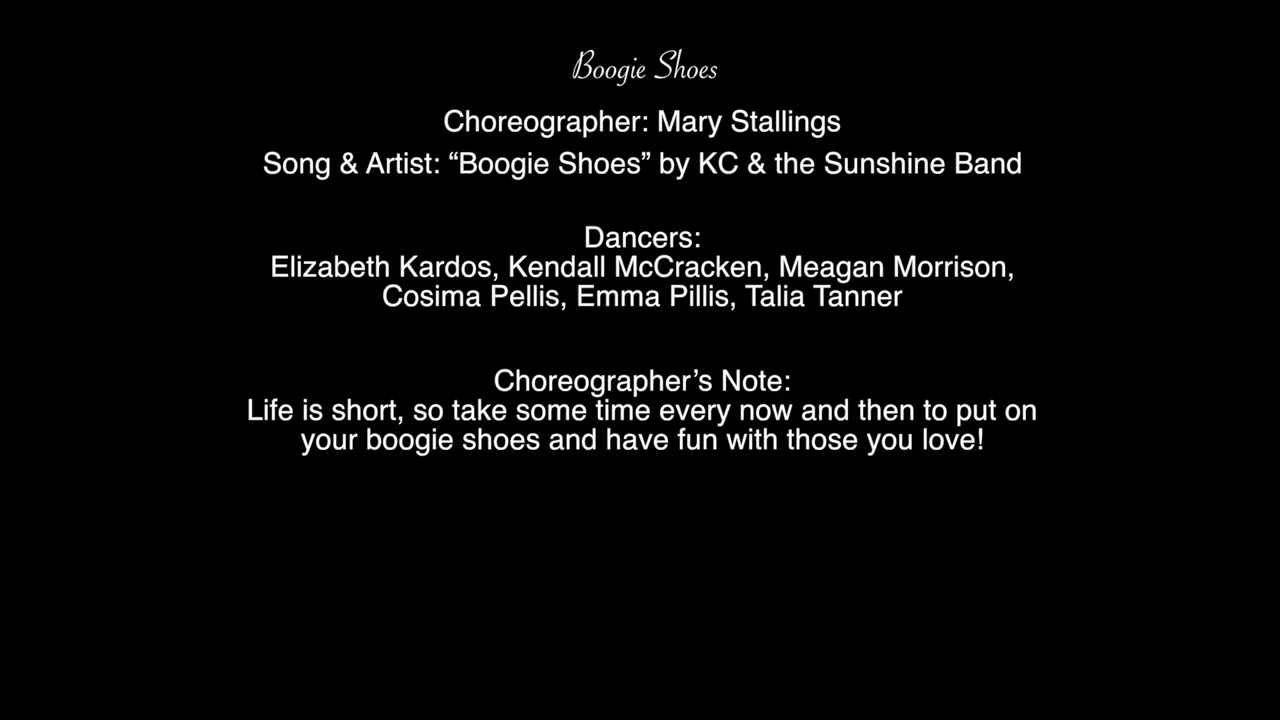 Boogie Shoes
Choreographer: Mary Stallings
Song & Artist: “Boogie Shoes” by KC & the Sunshine Band
Dancers:
Elizabeth Kardos, Kendall McCracken, Meagan Morrison,
Cosima Pellis, Emma Pillis, Talia Tanner
Choreographer’s Note:
Life is short, so take some time every now and then to put on
your boogie shoes and have fun with those you love!